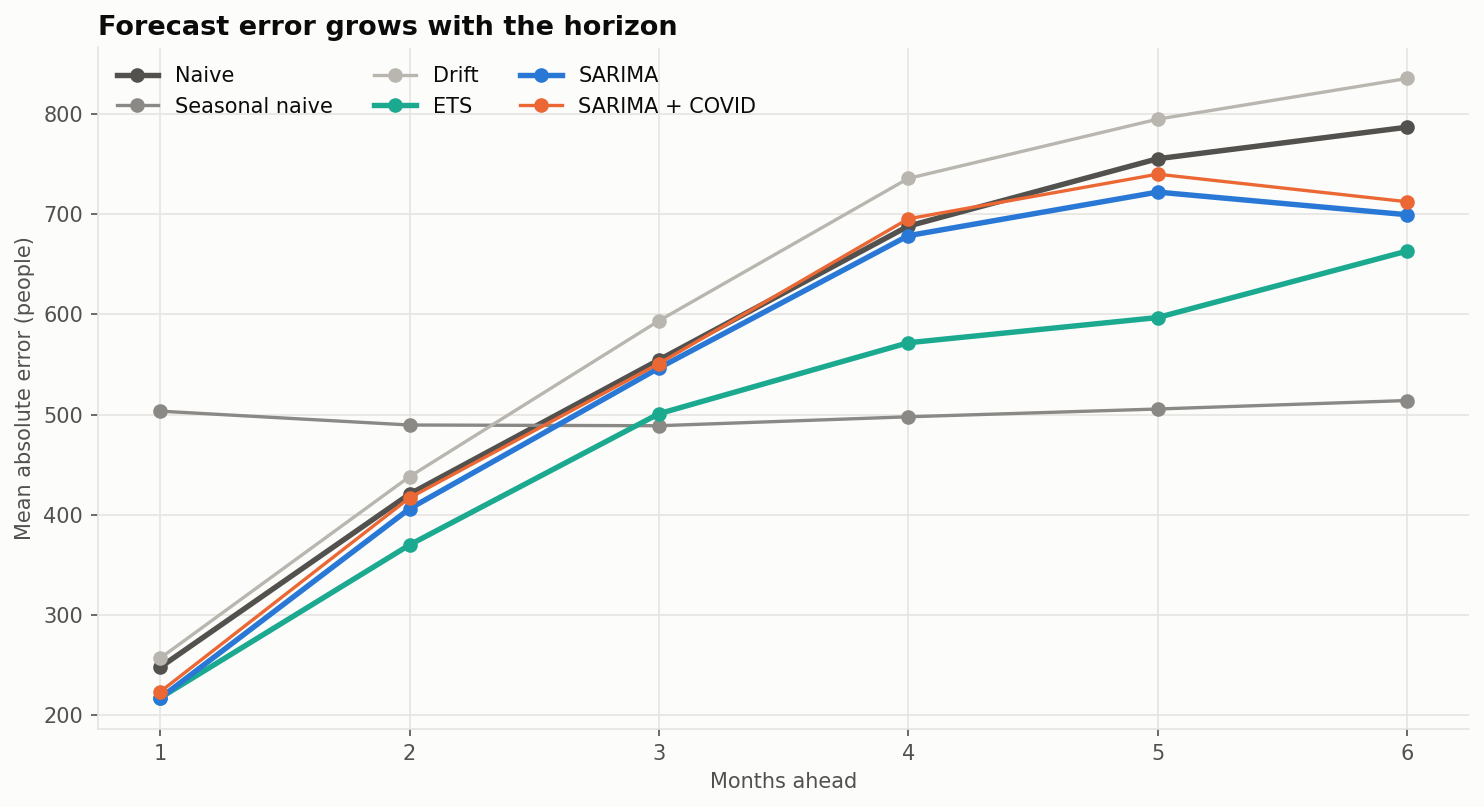 Forecast error grows with the horizon
Naive Drift SARIMA
Seasonal naive ETS SARIMA + COVID
Mean absolute error (people)
800
700
600
500
400
300
200
1 2 3 4 5 6
Months ahead